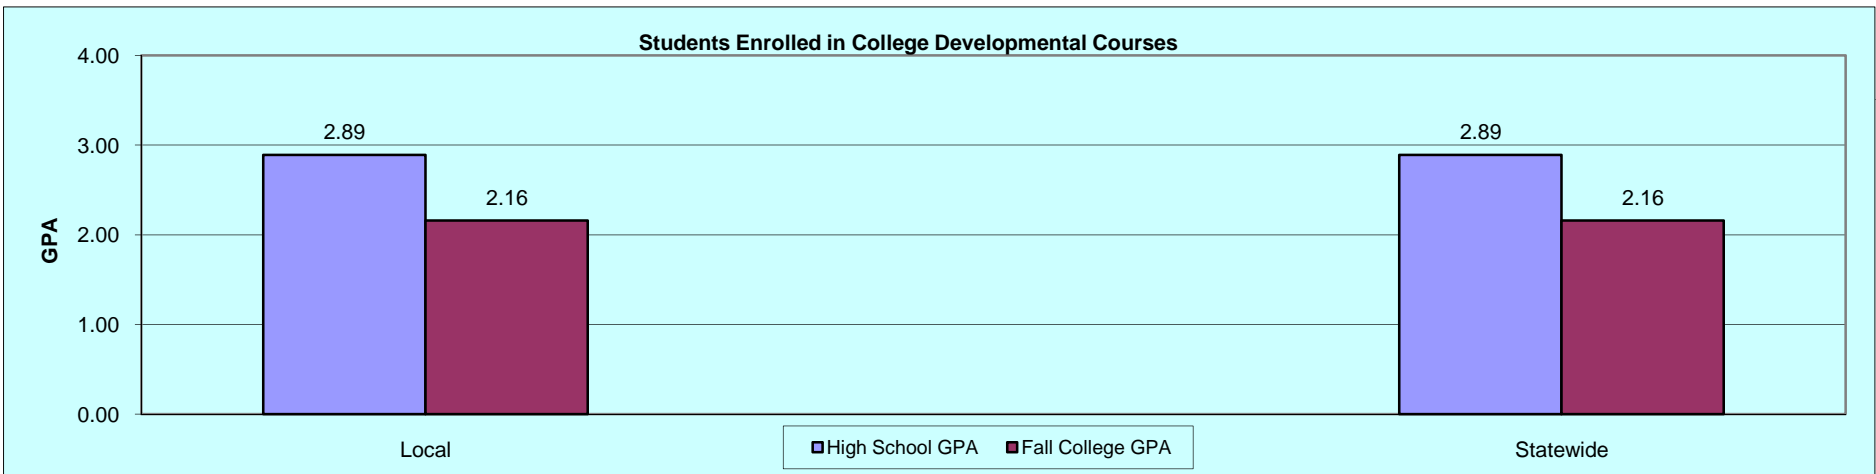 Students Enrolled in College Developmental Courses
4.00
3.00
2.00
1.00
0.00
GPA
2.89
2.16
2.89
2.16
Local
High School GPA
Fall College GPA
Statewide